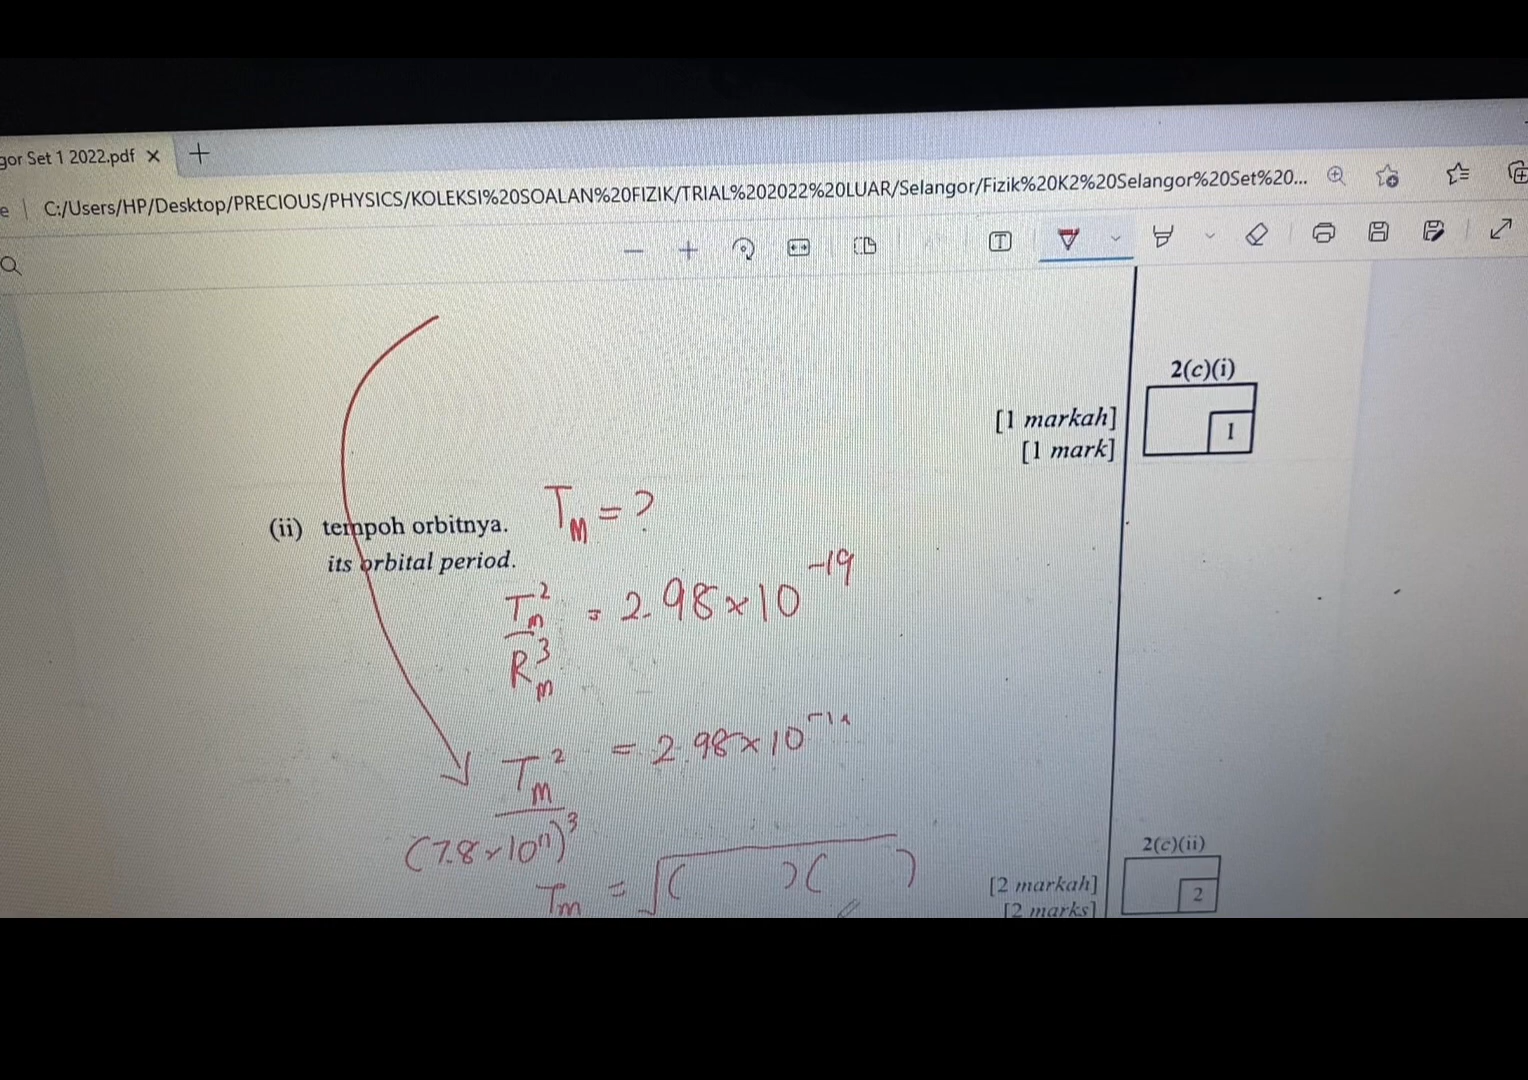 gor Set 1 2022.pdf
C:/Users/HP/Desktop/PRECIOUS/PHYSICS/KOLEKSI%20SOALAN%20FIZIK/TRIAL%202022%20LUAR/Selangor/Fizik%20K2%20Selangor%20Set%20...
2(c)(i)
[1 markah]
1
[1 mark]
T_M = ?
(ii) tempoh orbitnya.
its orbital period.
T_m^2 / R_m^3 = 2.98 × 10^-19
T_m^2 / (7.8 × 10^11)^3 = 2.98 × 10
2(c)(ii)
T_m = √( )( )
[2 markah]
2
[2 marks]